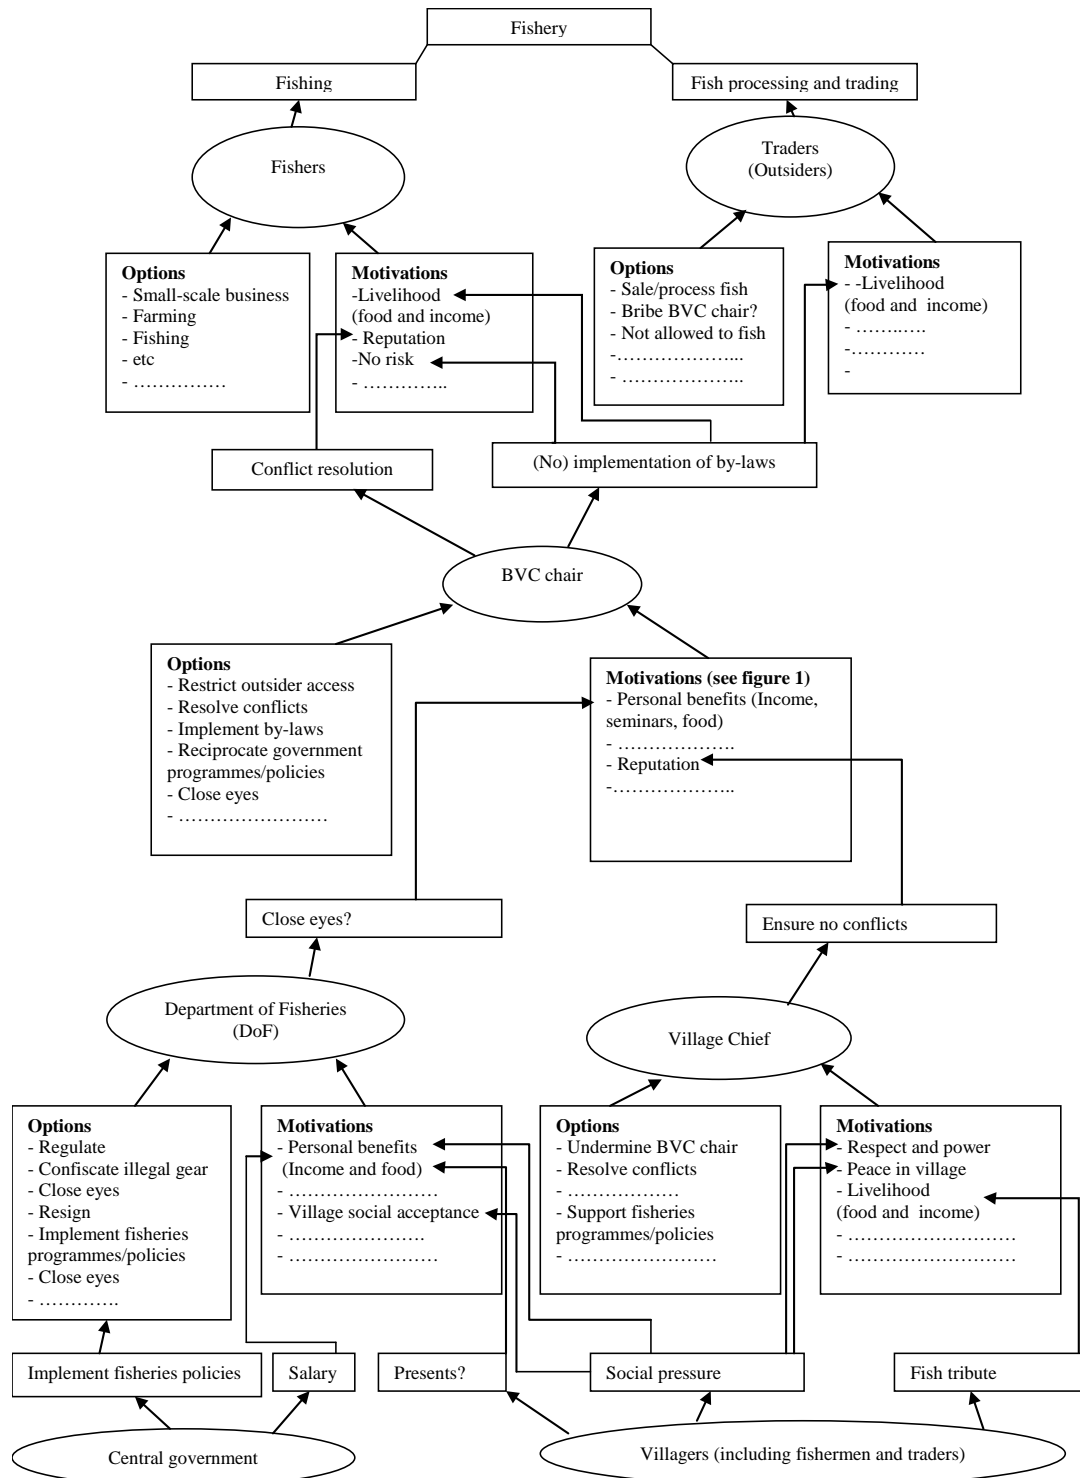 Fishery
Fishing
Fish processing and trading
Fishers
Traders
(Outsiders)
Options
- Small-scale business
- Farming
- Fishing
- etc
- ……………
Motivations
-Livelihood
(food and income)
- Reputation
-No risk
- …………..
Options
- Sale/process fish
- Bribe BVC chair?
- Not allowed to fish
-………………...
- ………………..
Motivations
- -Livelihood
(food and income)
- ……..….
-…………
-
Conflict resolution
(No) implementation of by-laws
BVC chair
Options
- Restrict outsider access
- Resolve conflicts
- Implement by-laws
- Reciprocate government
programmes/policies
- Close eyes
- ……………………
Motivations (see figure 1)
- Personal benefits (Income,
seminars, food)
- ……………….
- Reputation
-………………..
Close eyes?
Ensure no conflicts
Department of Fisheries
(DoF)
Village Chief
Options
- Regulate
- Confiscate illegal gear
- Close eyes
- Resign
- Implement fisheries
programmes/policies
- Close eyes
- ………….
Motivations
- Personal benefits
(Income and food)
- ……………………
- Village social acceptance
- ………………….
- ……………………
Options
- Undermine BVC chair
- Resolve conflicts
- ………………
- Support fisheries
programmes/policies
- …………………..
Motivations
- Respect and power
- Peace in village
- Livelihood
(food and income)
- ………………………
- ………………………
Implement fisheries policies
Salary
Presents?
Social pressure
Fish tribute
Central government
Villagers (including fishermen and traders)